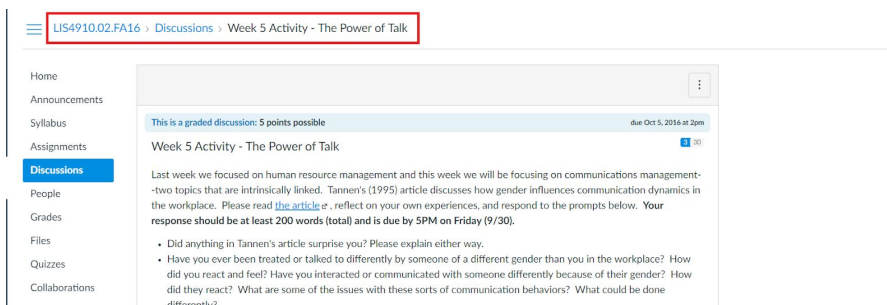 LIS4910.02.FA16 › Discussions › Week 5 Activity - The Power of Talk
Home
Announcements
Syllabus
Assignments
Discussions
People
Grades
Files
Quizzes
Collaborations
This is a graded discussion: 5 points possible
due Oct 5, 2016 at 2pm
Week 5 Activity - The Power of Talk
3 30
Last week we focused on human resource management and this week we will be focusing on communications management-
-two topics that are intrinsically linked. Tannen's (1995) article discusses how gender influences communication dynamics in
the workplace. Please read the article, reflect on your own experiences, and respond to the prompts below. Your
response should be at least 200 words (total) and is due by 5PM on Friday (9/30).
• Did anything in Tannen's article surprise you? Please explain either way.
• Have you ever been treated or talked to differently by someone of a different gender than you in the workplace? How
did you react and feel? Have you interacted or communicated with someone differently because of their gender? How
did they react? What are some of the issues with these sorts of communication behaviors? What could be done
differently?